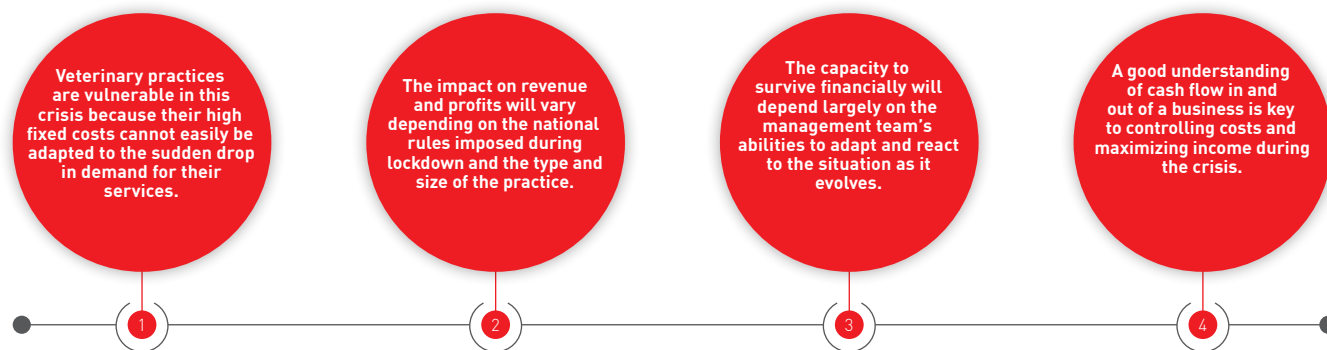 Veterinary practices
are vulnerable in this
crisis because their high
fixed costs cannot easily be
adapted to the sudden drop
in demand for their
services.
The impact on revenue
and profits will vary
depending on the national
rules imposed during
lockdown and the type and
size of the practice.
The capacity to
survive financially will
depend largely on the
management team’s
abilities to adapt and react
to the situation as it
evolves.
A good understanding
of cash flow in and
out of a business is key
to controlling costs and
maximizing income during
the crisis.
1
2
3
4